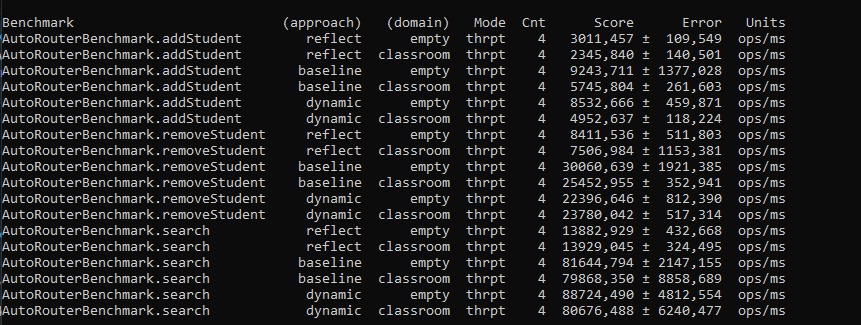 Benchmark (approach) (domain) Mode Cnt Score Error Units
AutoRouterBenchmark.addStudent reflect empty thrpt 4 3011,457 ± 109,549 ops/ms
AutoRouterBenchmark.addStudent reflect classroom thrpt 4 2345,840 ± 140,501 ops/ms
AutoRouterBenchmark.addStudent baseline empty thrpt 4 9243,711 ± 1377,028 ops/ms
AutoRouterBenchmark.addStudent baseline classroom thrpt 4 5745,804 ± 261,603 ops/ms
AutoRouterBenchmark.addStudent dynamic empty thrpt 4 8532,666 ± 459,871 ops/ms
AutoRouterBenchmark.addStudent dynamic classroom thrpt 4 4952,637 ± 118,224 ops/ms
AutoRouterBenchmark.removeStudent reflect empty thrpt 4 8411,536 ± 511,803 ops/ms
AutoRouterBenchmark.removeStudent reflect classroom thrpt 4 7506,984 ± 1153,381 ops/ms
AutoRouterBenchmark.removeStudent baseline empty thrpt 4 30060,639 ± 1921,385 ops/ms
AutoRouterBenchmark.removeStudent baseline classroom thrpt 4 25452,955 ± 352,941 ops/ms
AutoRouterBenchmark.removeStudent dynamic empty thrpt 4 22396,646 ± 812,390 ops/ms
AutoRouterBenchmark.removeStudent dynamic classroom thrpt 4 23780,042 ± 517,314 ops/ms
AutoRouterBenchmark.search reflect empty thrpt 4 13882,929 ± 432,668 ops/ms
AutoRouterBenchmark.search reflect classroom thrpt 4 13929,045 ± 324,495 ops/ms
AutoRouterBenchmark.search baseline empty thrpt 4 81644,794 ± 2147,155 ops/ms
AutoRouterBenchmark.search baseline classroom thrpt 4 79868,350 ± 8858,689 ops/ms
AutoRouterBenchmark.search dynamic empty thrpt 4 88724,490 ± 4812,554 ops/ms
AutoRouterBenchmark.search dynamic classroom thrpt 4 80676,488 ± 6240,477 ops/ms